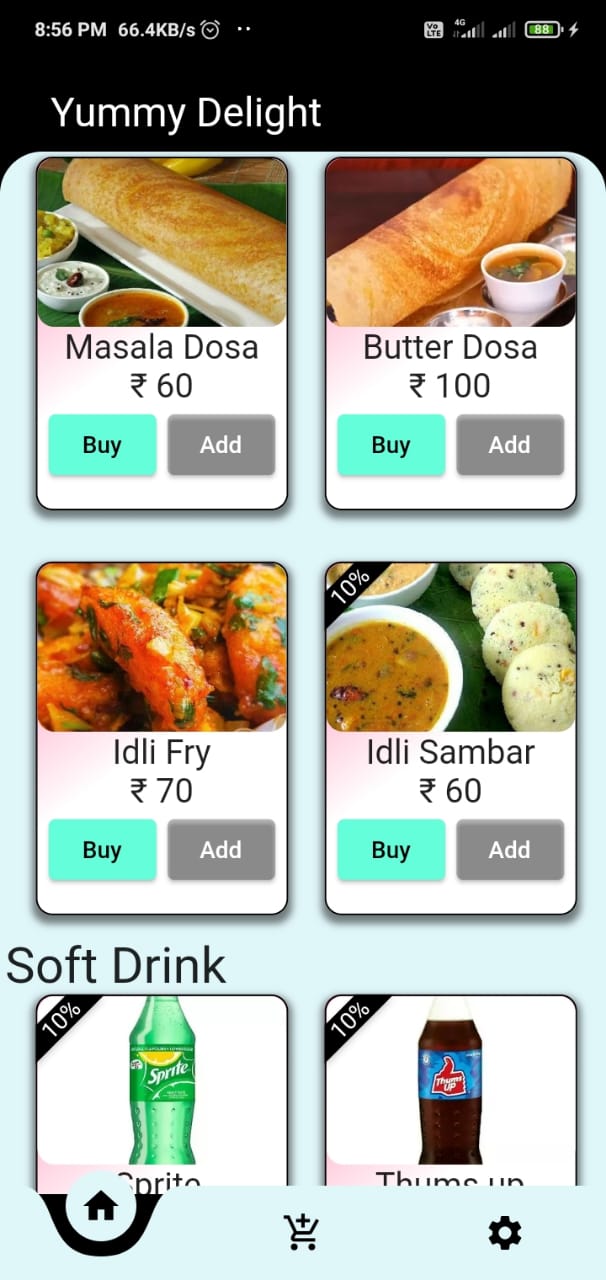 8:56 PM 66.4KB/s
Vo LTE 4G 88
Yummy Delight
Masala Dosa
₹ 60
Buy Add
Butter Dosa
₹ 100
Buy Add
Idli Fry
₹ 70
Buy Add
10%
Idli Sambar
₹ 60
Buy Add
Soft Drink
10%
Sprite
Sprite
10%
Thums UP
Thums up